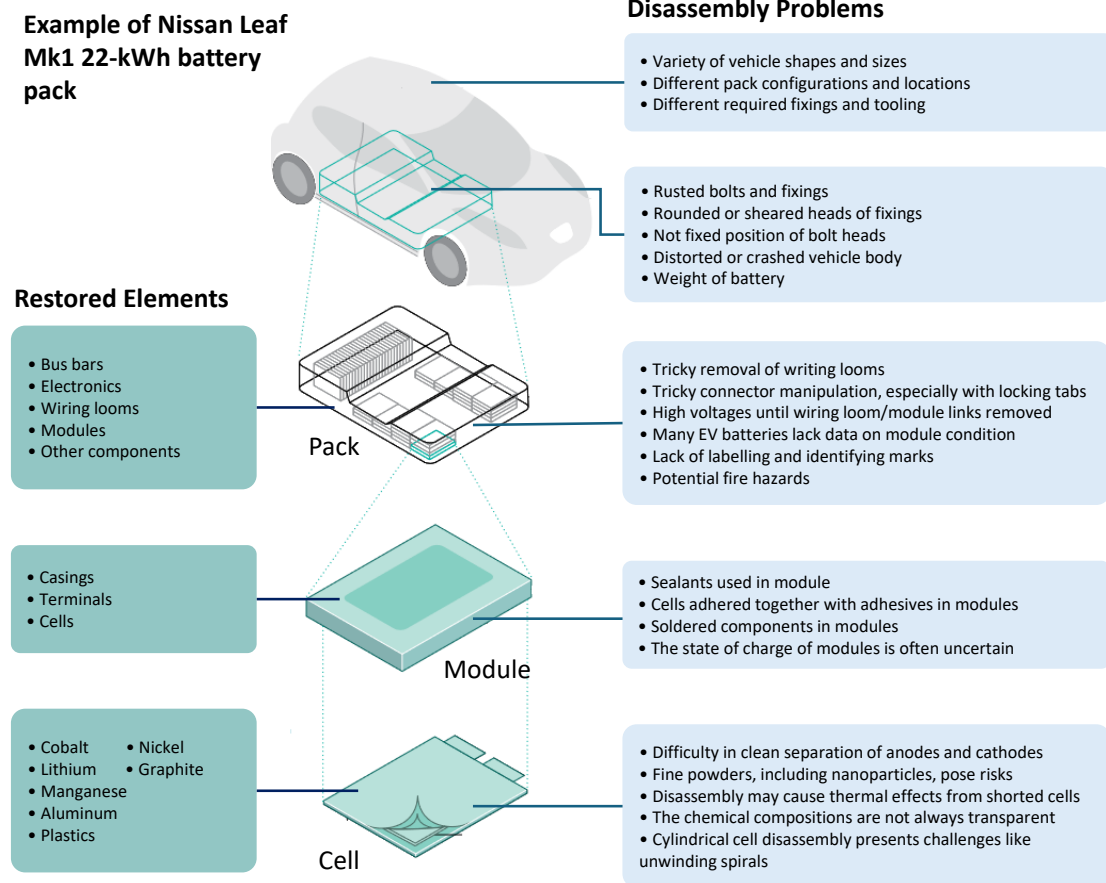 Example of Nissan Leaf
Mk1 22-kWh battery
pack
Disassembly Problems
• Variety of vehicle shapes and sizes
• Different pack configurations and locations
• Different required fixings and tooling
• Rusted bolts and fixings
• Rounded or sheared heads of fixings
• Not fixed position of bolt heads
• Distorted or crashed vehicle body
• Weight of battery
Restored Elements
• Bus bars
• Electronics
• Wiring looms
• Modules
• Other components
Pack
• Tricky removal of writing looms
• Tricky connector manipulation, especially with locking tabs
• High voltages until wiring loom/module links removed
• Many EV batteries lack data on module condition
• Lack of labelling and identifying marks
• Potential fire hazards
• Casings
• Terminals
• Cells
Module
• Sealants used in module
• Cells adhered together with adhesives in modules
• Soldered components in modules
• The state of charge of modules is often uncertain
• Cobalt • Nickel
• Lithium • Graphite
• Manganese
• Aluminum
• Plastics
Cell
• Difficulty in clean separation of anodes and cathodes
• Fine powders, including nanoparticles, pose risks
• Disassembly may cause thermal effects from shorted cells
• The chemical compositions are not always transparent
• Cylindrical cell disassembly presents challenges like
unwinding spirals